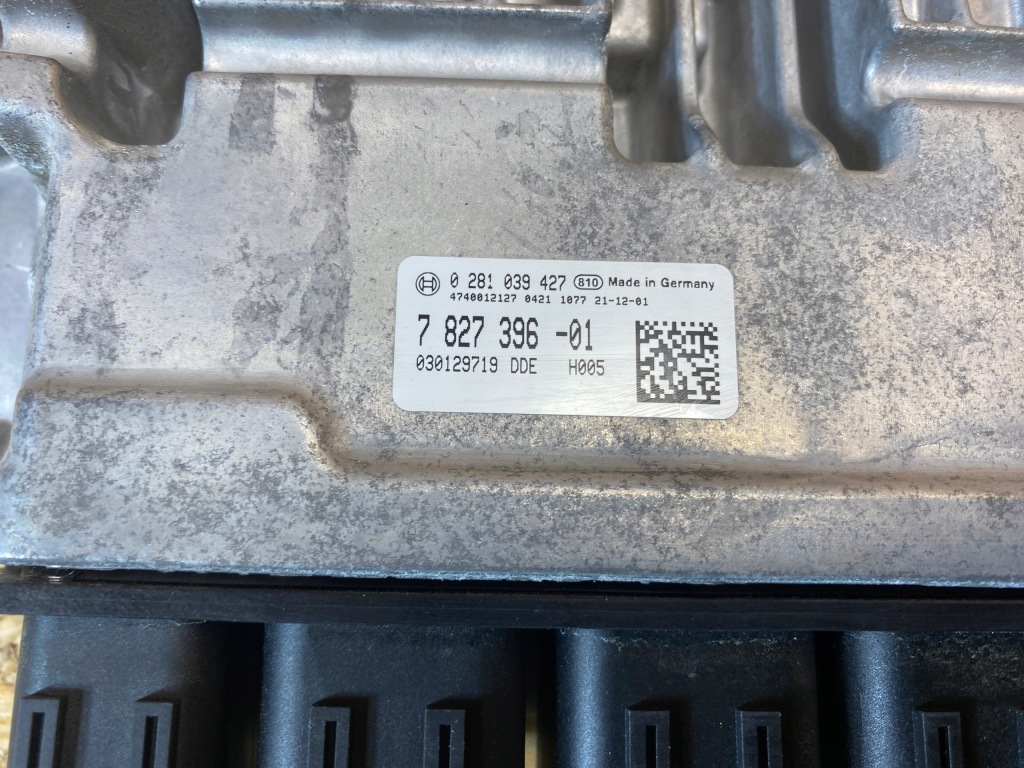 0 281 039 427 810 Made in Germany
4740012127 0421 1077 21-12-01
7 827 396 -01
030129719 DDE H005